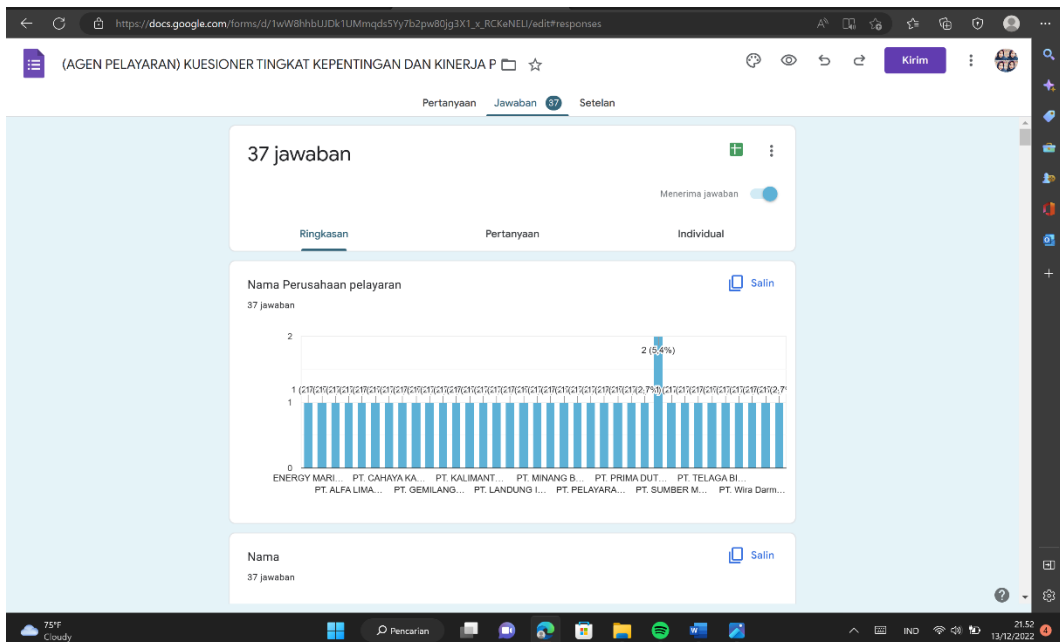 https://docs.google.com/forms/d/1wW8hhbUJDk1UMmqds5Yy7b2pw80jg3X1_x_RCKeNELI/edit#responses
(AGEN PELAYARAN) KUESIONER TINGKAT KEPENTINGAN DAN KINERJA P
Kirim
Pertanyaan Jawaban 37 Setelan
37 jawaban
Menerima jawaban
Ringkasan Pertanyaan Individual
Nama Perusahaan pelayaran
Salin
37 jawaban
2
2 (5,4%)
1
0
ENERGY MARI... PT. CAHAYA KA... PT. KALIMANT... PT. MINANG B... PT. PRIMA DUT... PT. TELAGA BI...
PT. ALFA LIMA... PT. GEMILANG... PT. LANDUNG I... PT. PELAYARA... PT. SUMBER M... PT. Wira Darm...
Nama
Salin
37 jawaban
75°F
Cloudy
Pencarian
IND
21.52
13/12/2022
4